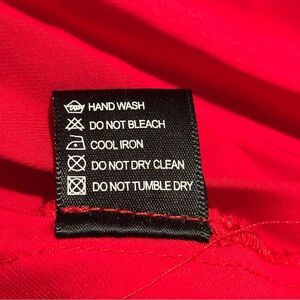 HAND WASH
DO NOT BLEACH
COOL IRON
DO NOT DRY CLEAN
DO NOT TUMBLE DRY